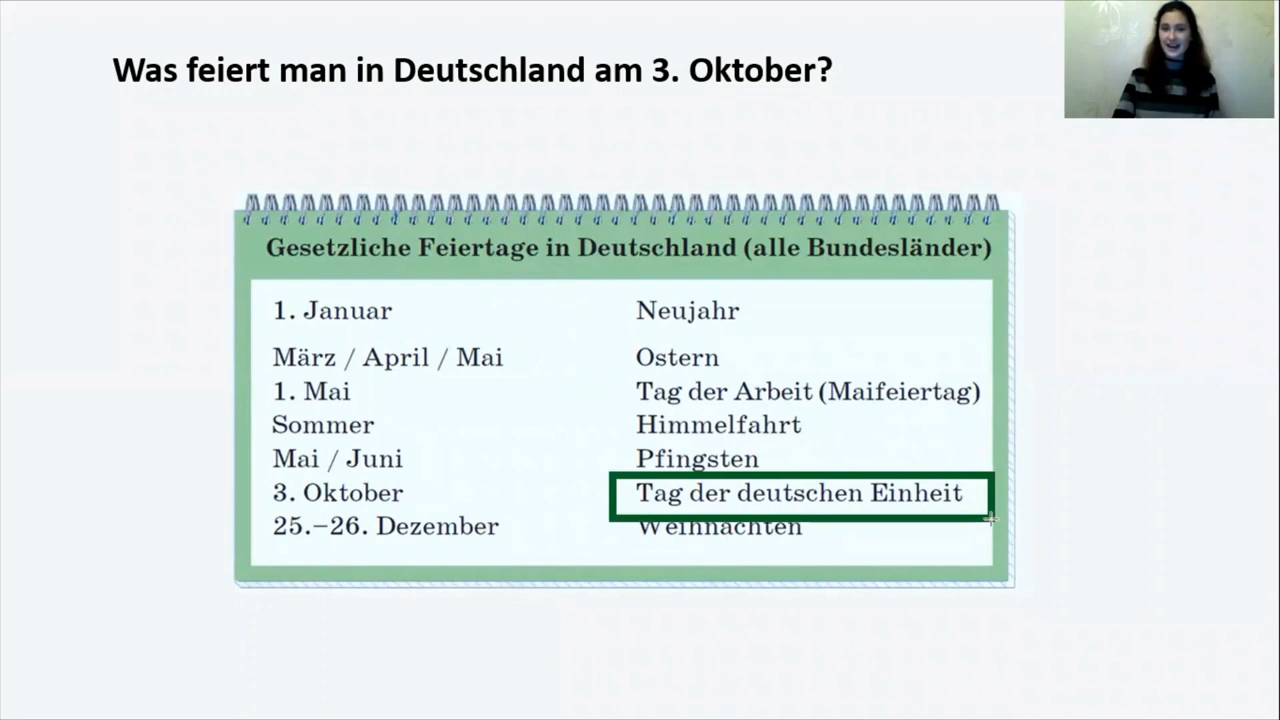 Was feiert man in Deutschland am 3. Oktober?
Gesetzliche Feiertage in Deutschland (alle Bundesländer)
1. Januar Neujahr
März / April / Mai Ostern
1. Mai Tag der Arbeit (Maifeiertag)
Sommer Himmelfahrt
Mai / Juni Pfingsten
3. Oktober Tag der deutschen Einheit
25.–26. Dezember Weihnachten